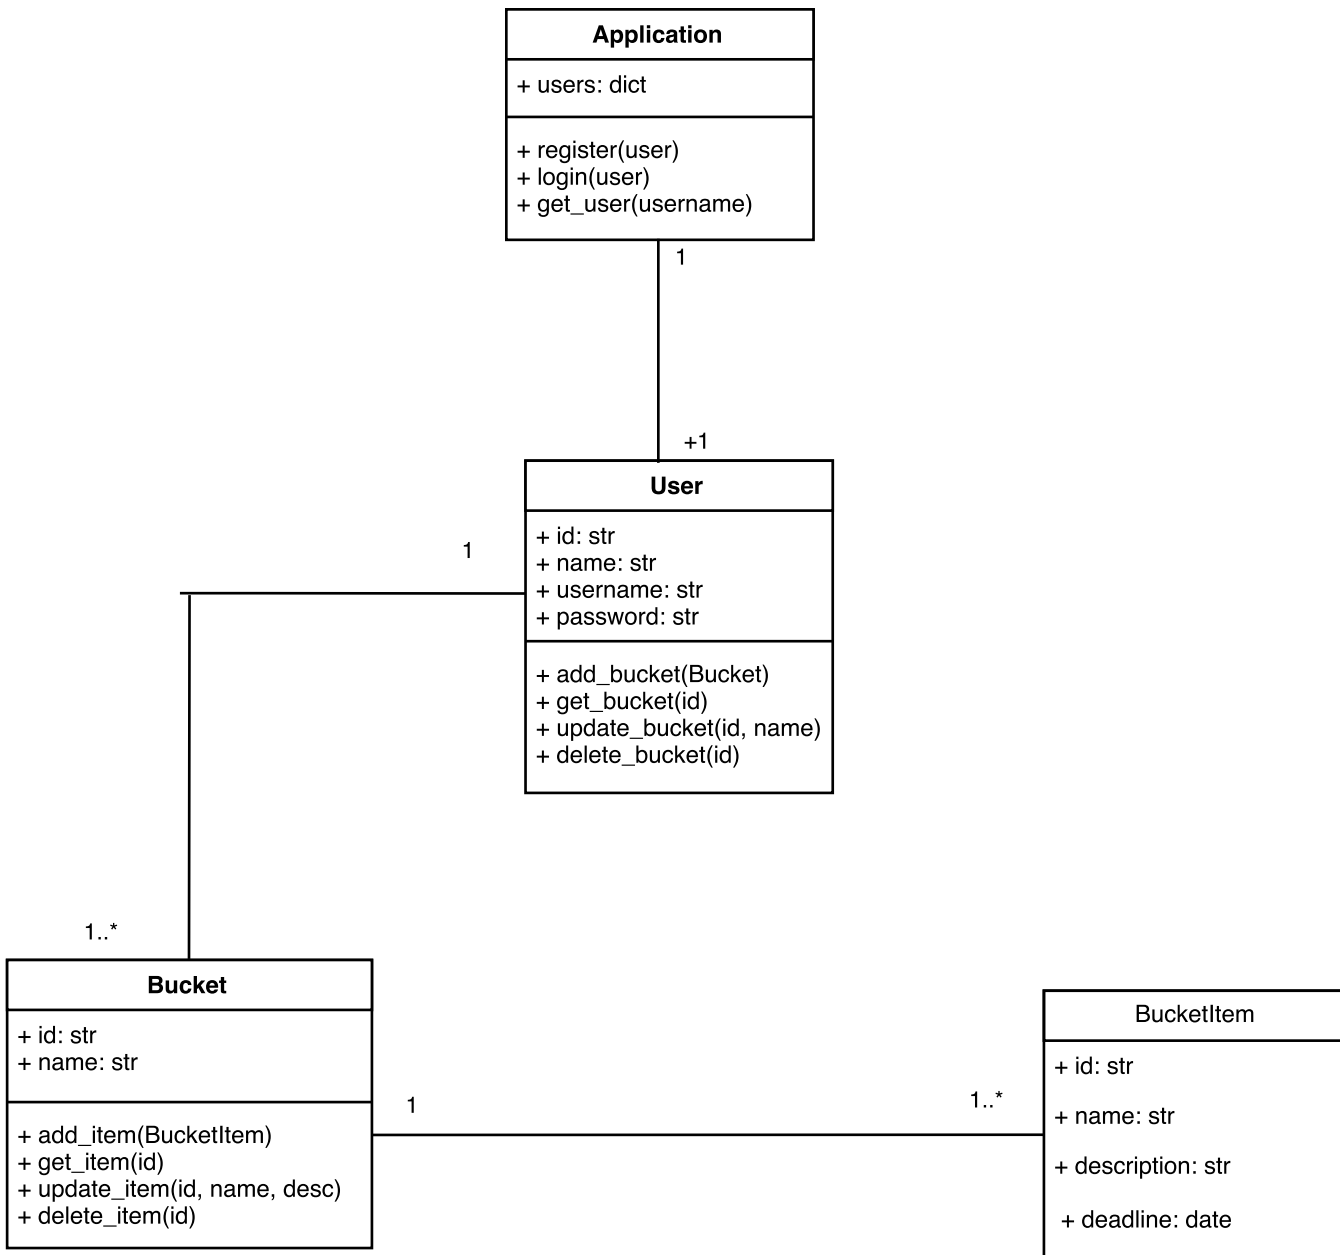 Application
+ users: dict
+ register(user)
+ login(user)
+ get_user(username)
1
+1
User
+ id: str
+ name: str
+ username: str
+ password: str
+ add_bucket(Bucket)
+ get_bucket(id)
+ update_bucket(id, name)
+ delete_bucket(id)
1
1..*
Bucket
+ id: str
+ name: str
+ add_item(BucketItem)
+ get_item(id)
+ update_item(id, name, desc)
+ delete_item(id)
1
1..*
BucketItem
+ id: str
+ name: str
+ description: str
+ deadline: date